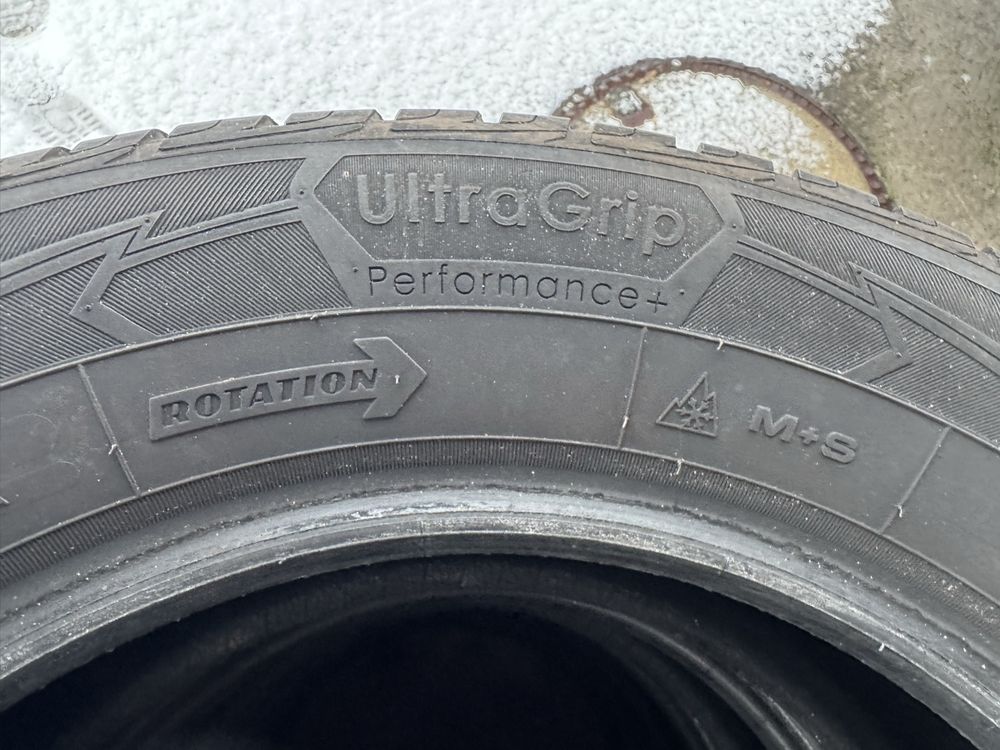 UltraGrip
Performance+
ROTATION
M+S